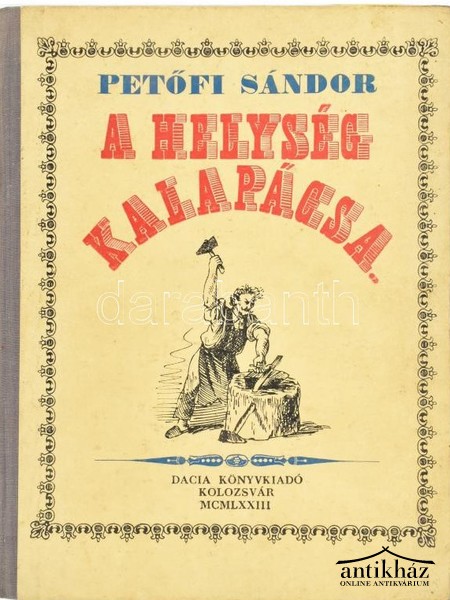 PETŐFI SÁNDOR
A HELYSÉG
KALAPÁCSA.
darabanth
DACIA KÖNYVKIADÓ
KOLOZSVÁR
MCMLXXIII
antikház
ONLINE ANTIKVÁRIUM